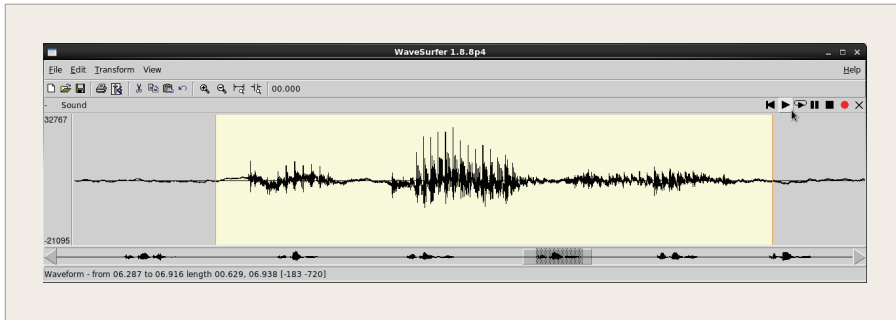 WaveSurfer 1.8.8p4
File Edit Transform View Help
00.000
- Sound
32767
-21095
Waveform - from 06.287 to 06.916 length 00.629, 06.938 [-183 -720]